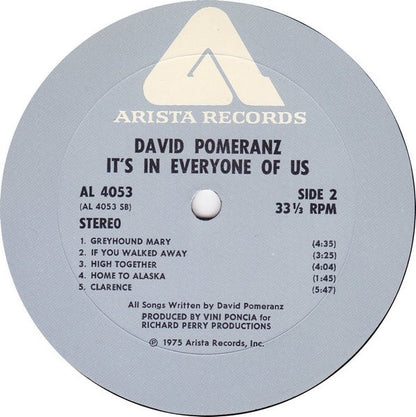 ARISTA RECORDS
DAVID POMERANZ
IT'S IN EVERYONE OF US
AL 4053 SIDE 2
(AL 4053 SB) 33⅓ RPM
STEREO
1. GREYHOUND MARY (4:35)
2. IF YOU WALKED AWAY (3:25)
3. HIGH TOGETHER (4:04)
4. HOME TO ALASKA (1:45)
5. CLARENCE (5:47)
All Songs Written by David Pomeranz
PRODUCED BY VINI PONCIA for
RICHARD PERRY PRODUCTIONS
℗ 1975 Arista Records, Inc.